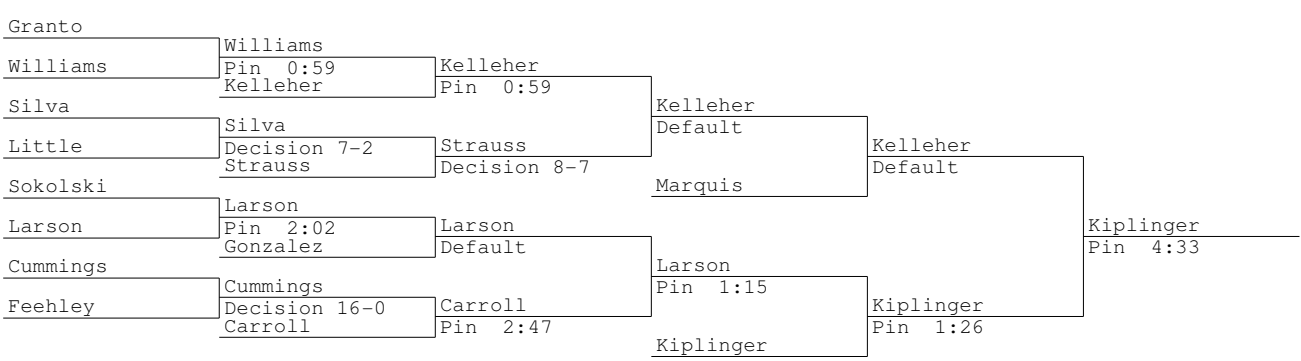 Granto
Williams
Williams
Pin 0:59
Kelleher
Kelleher
Pin 0:59
Silva
Silva
Little
Decision 7-2
Strauss
Strauss
Decision 8-7
Kelleher
Default
Marquis
Kelleher
Default
Sokolski
Larson
Larson
Pin 2:02
Gonzalez
Larson
Default
Cummings
Cummings
Feehley
Decision 16-0
Carroll
Carroll
Pin 2:47
Larson
Pin 1:15
Kiplinger
Kiplinger
Pin 1:26
Kiplinger
Pin 4:33